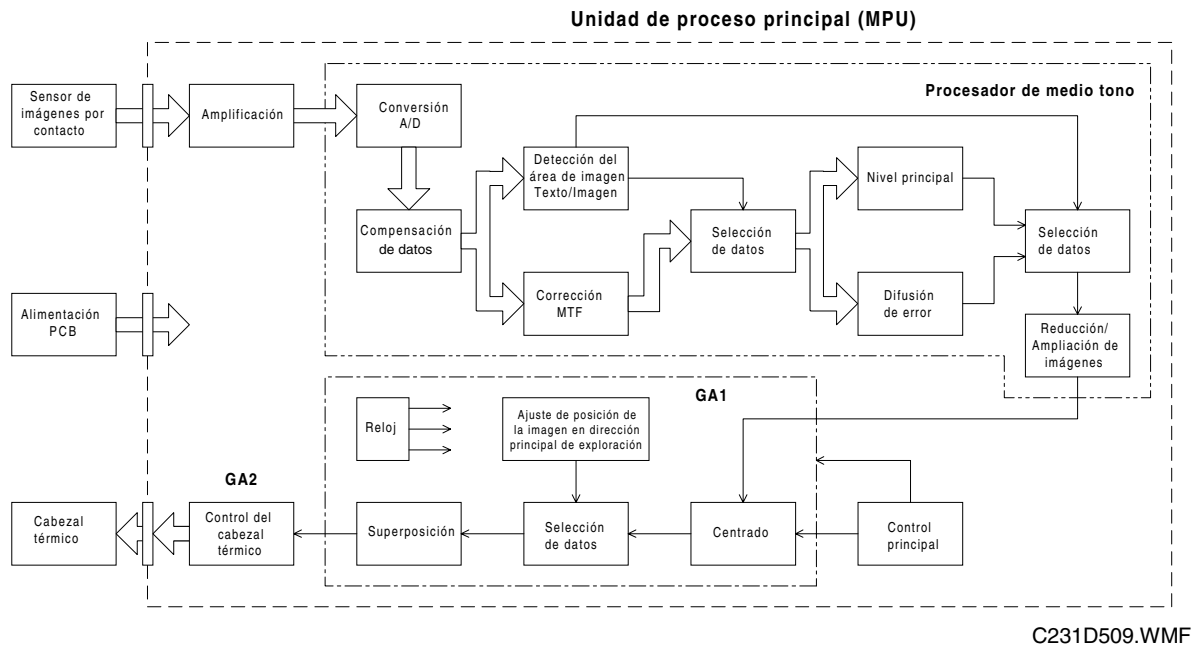 Unidad de proceso principal (MPU)
Procesador de medio tono
Sensor de
imágenes por
contacto
Amplificación
Conversión
A/D
Compensación
de datos
Detección del
área de imagen
Texto/Imagen
Corrección
MTF
Selección
de datos
Nivel principal
Difusión
de error
Selección
de datos
Reducción/
Ampliación de
imágenes
Alimentación
PCB
GA1
Reloj
Ajuste de posición de
la imagen en dirección
principal de exploración
GA2
Cabezal
térmico
Control del
cabezal
térmico
Superposición
Selección
de datos
Centrado
Control
principal
C231D509.WMF